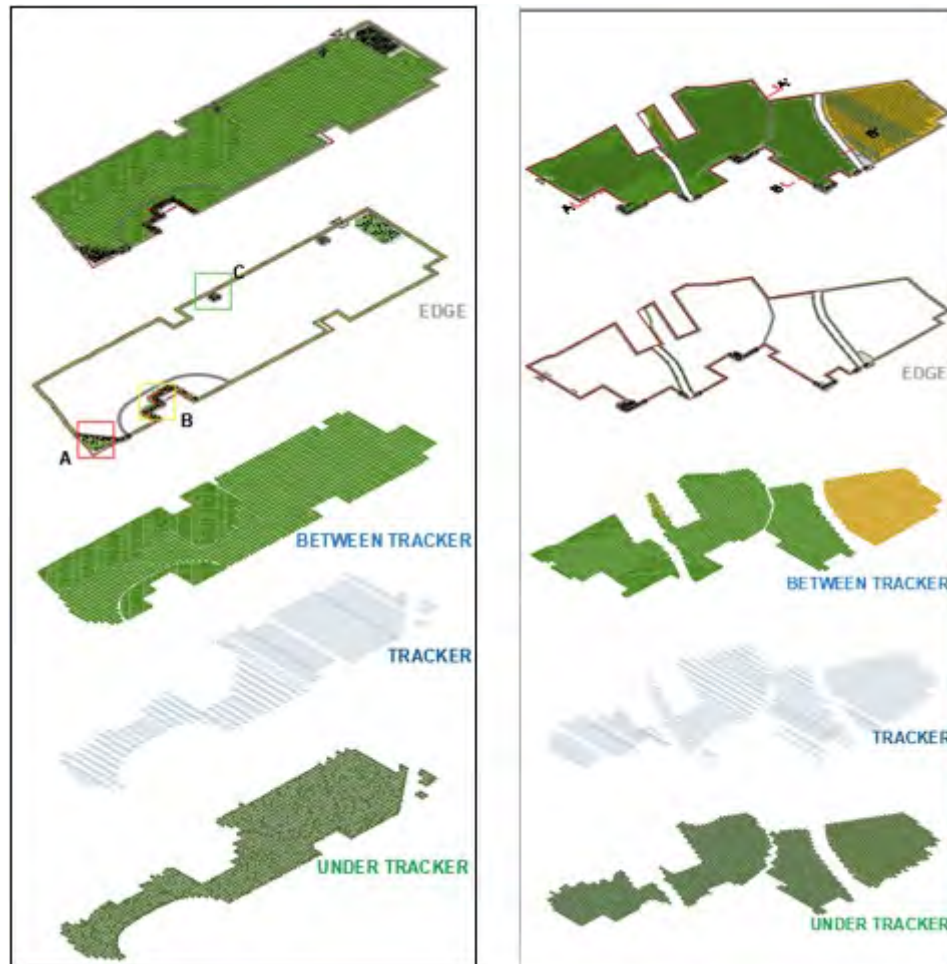 C
EDGE
A
B
BETWEEN TRACKER
TRACKER
UNDER TRACKER
A'
B'
B
A
EDGE
BETWEEN TRACKER
TRACKER
UNDER TRACKER